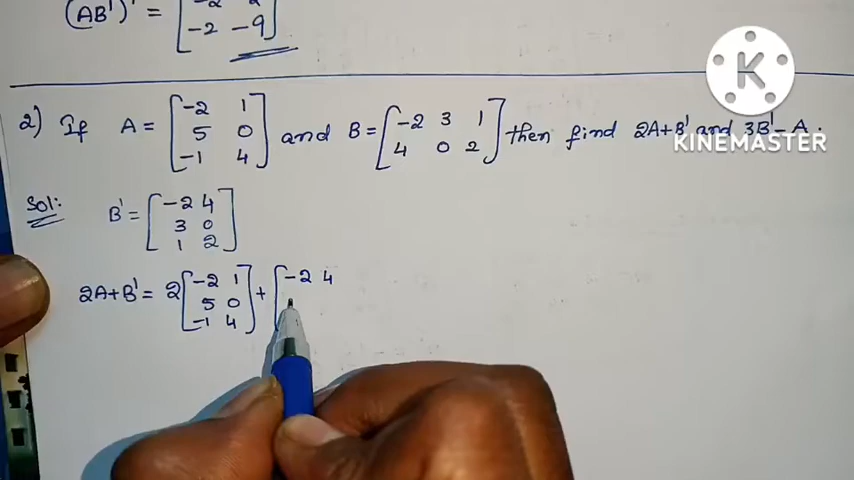 (AB')' = [-2 2
-2 -9]
2) If A = [-2 1 and B = [-2 3 1 then find 2A+B' and 3B'-A.
5 0 4 0 2]
-1 4]
Sol: B' = [-2 4
3 0
1 2]
2A+B' = 2[-2 1 + [-2 4
5 0
-1 4]
KINEMASTER